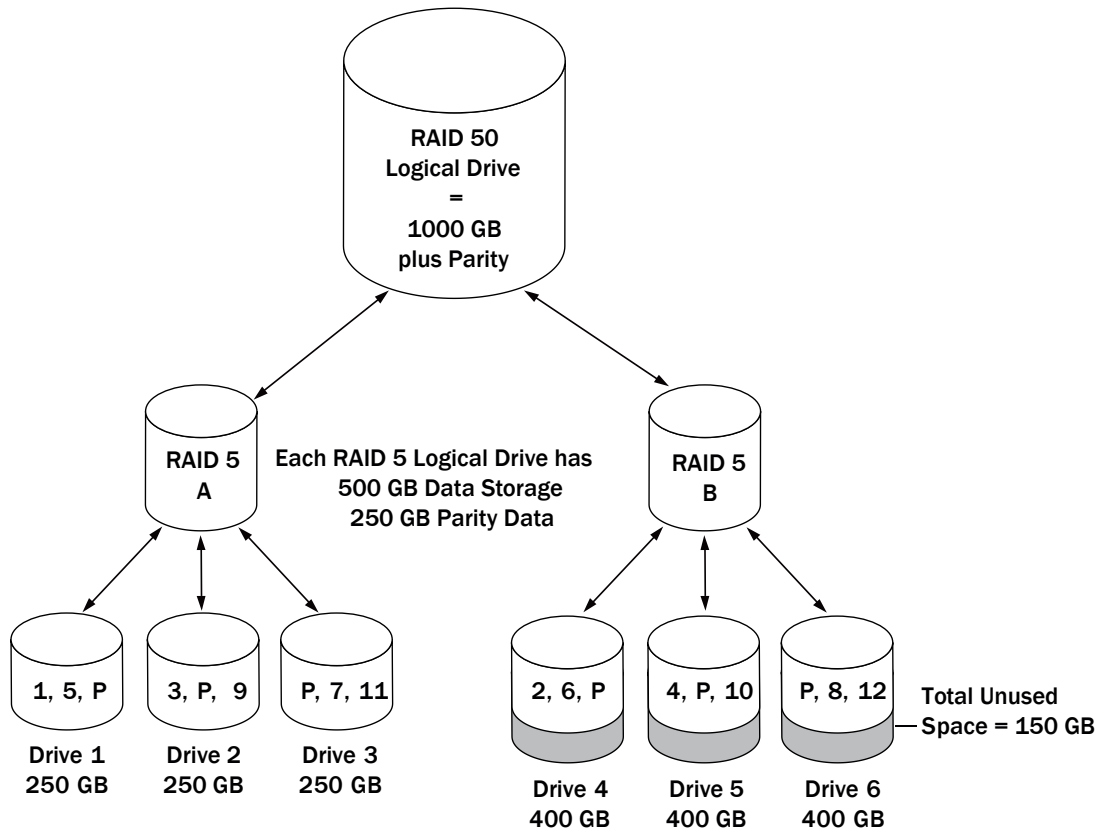 RAID 50
Logical Drive
=
1000 GB
plus Parity
RAID 5
A
Each RAID 5 Logical Drive has
500 GB Data Storage
250 GB Parity Data
RAID 5
B
1, 5, P
3, P, 9
P, 7, 11
2, 6, P
4, P, 10
P, 8, 12
Total Unused
Space = 150 GB
Drive 1
250 GB
Drive 2
250 GB
Drive 3
250 GB
Drive 4
400 GB
Drive 5
400 GB
Drive 6
400 GB